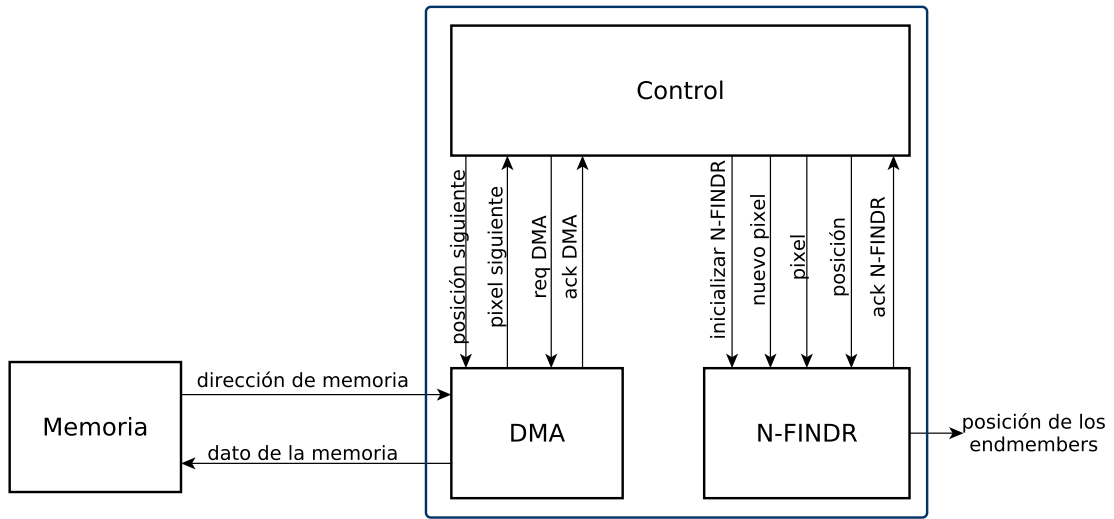 Control
posición siguiente
pixel siguiente
req DMA
ack DMA
inicializar N-FINDR
nuevo pixel
pixel
posición
ack N-FINDR
dirección de memoria
Memoria
dato de la memoria
DMA
N-FINDR
posición de los
endmembers